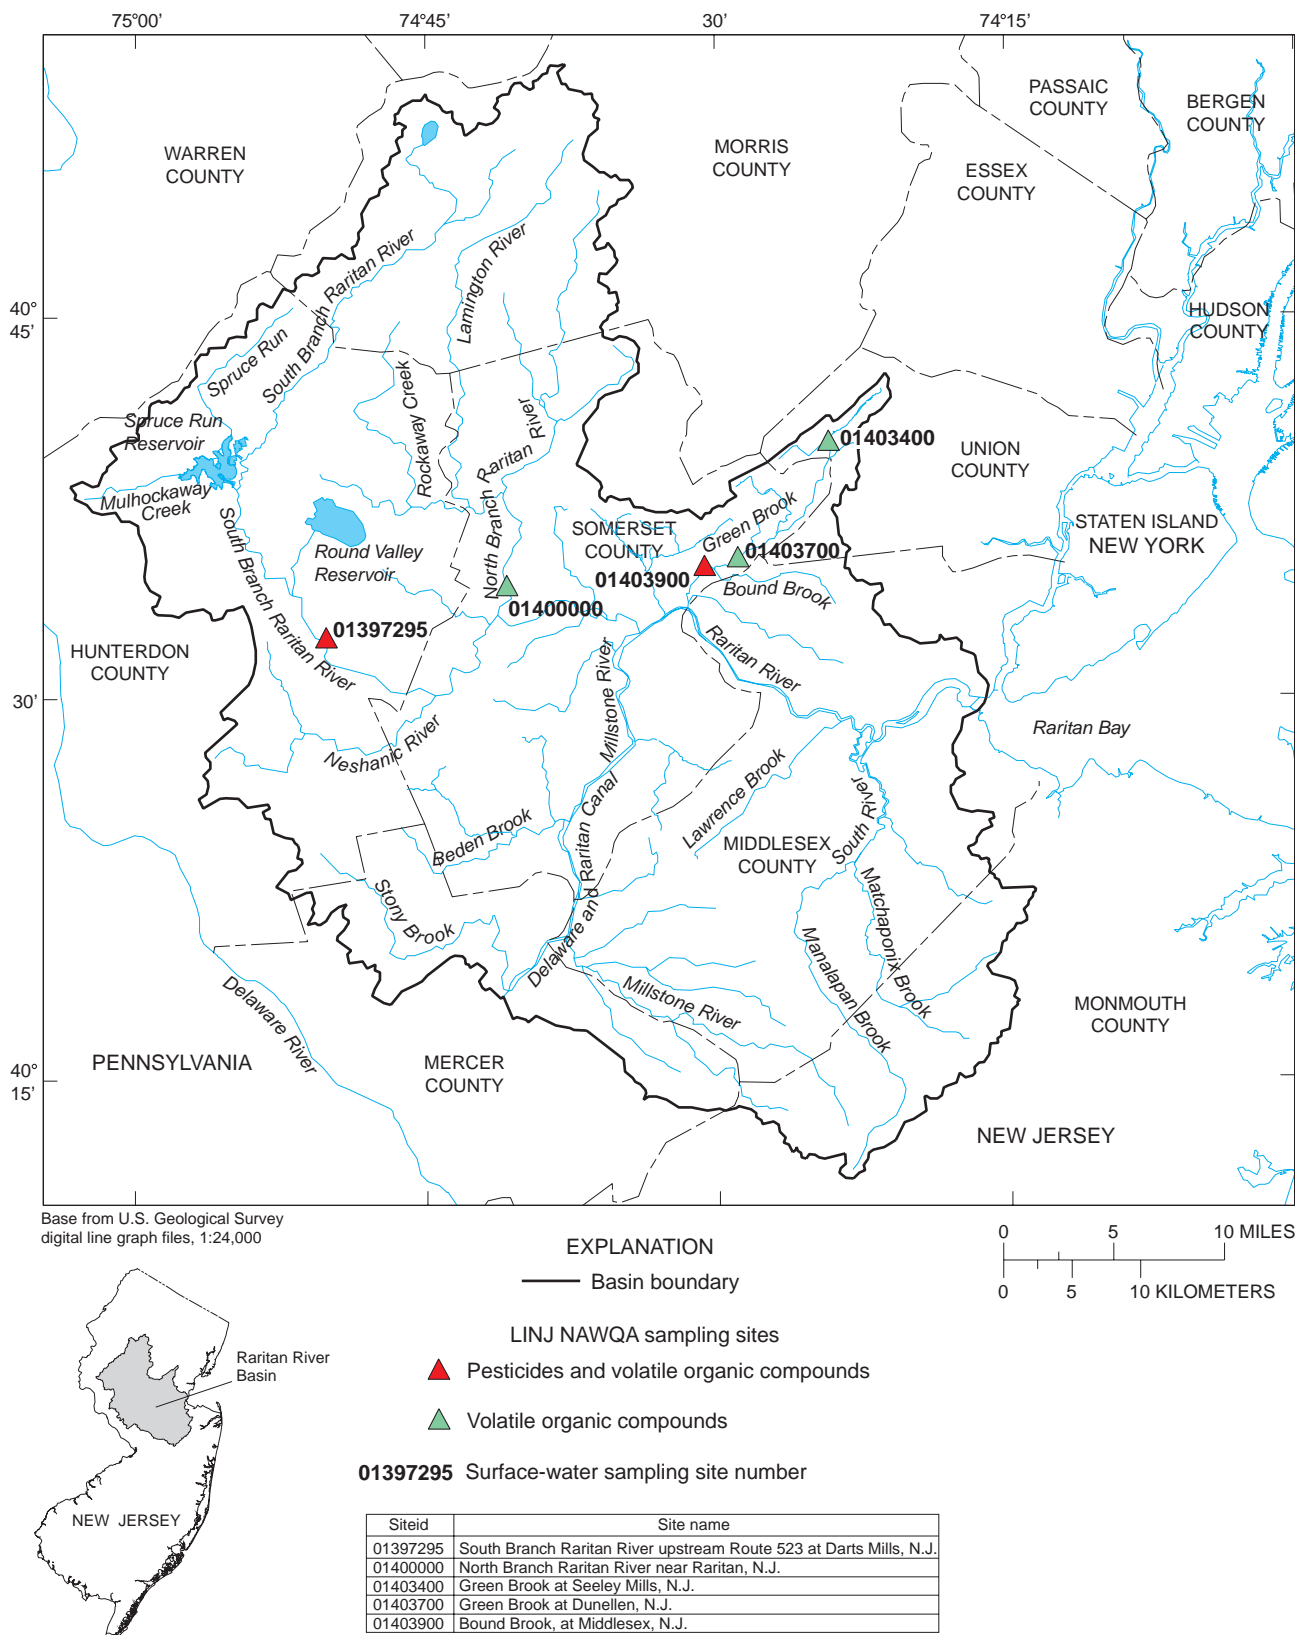 75°00'
74°45'
30'
74°15'
PASSAIC
COUNTY
BERGEN
COUNTY
WARREN
COUNTY
MORRIS
COUNTY
ESSEX
COUNTY
South Branch Raritan River
Lamington River
40°
45'
HUDSON
COUNTY
Spruce Run
Rockaway Creek
North Branch Raritan River
Spruce Run
Reservoir
01403400
UNION
COUNTY
Mulhockaway
Creek
Green Brook
SOMERSET
COUNTY
STATEN ISLAND
NEW YORK
Round Valley
Reservoir
01403700
01403900
Bound Brook
01400000
South Branch Raritan River
01397295
HUNTERDON
COUNTY
Raritan River
Millstone River
30'
Raritan Bay
Neshanic River
Lawrence Brook
South River
Beden Brook
MIDDLESEX
COUNTY
Delaware and Raritan Canal
Stony Brook
Matchaponix Brook
Manalapan Brook
Millstone River
Delaware River
MONMOUTH
COUNTY
PENNSYLVANIA
MERCER
COUNTY
40°
15'
NEW JERSEY
Base from U.S. Geological Survey
digital line graph files, 1:24,000
0 5 10 MILES
0 5 10 KILOMETERS
EXPLANATION
Basin boundary
LINJ NAWQA sampling sites
Pesticides and volatile organic compounds
Volatile organic compounds
01397295 Surface-water sampling site number
Raritan River
Basin
NEW JERSEY
Siteid Site name
01397295 South Branch Raritan River upstream Route 523 at Darts Mills, N.J.
01400000 North Branch Raritan River near Raritan, N.J.
01403400 Green Brook at Seeley Mills, N.J.
01403700 Green Brook at Dunellen, N.J.
01403900 Bound Brook, at Middlesex, N.J.